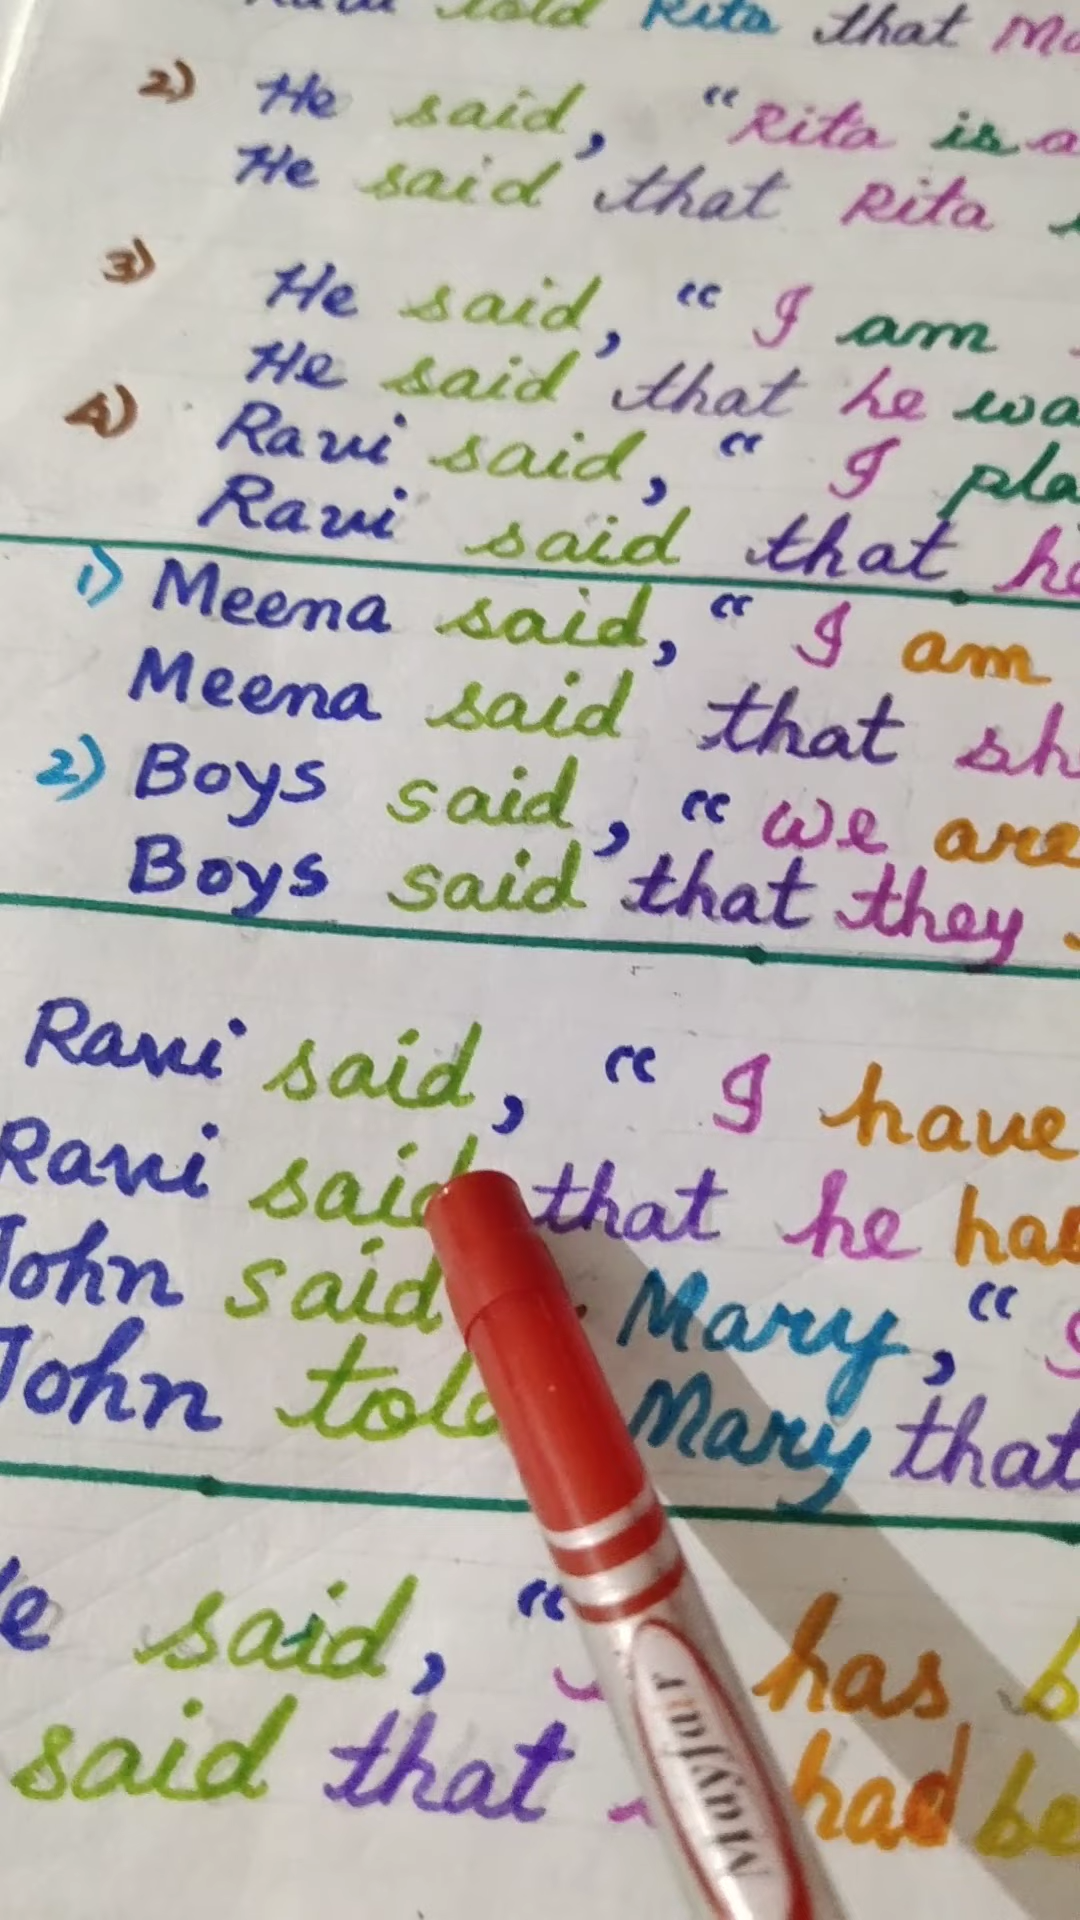 told Rita that
2) He said, "Rita is a
He said that Rita
3) He said, "I am
He said that he wa
4) Ravi said, "I pla
Ravi said that he
1) Meena said, "I am
Meena said that sh
2) Boys said, "we are
Boys said that they
Ravi said, "I have
Ravi said that he ha
John said Mary, "
John told Mary that
said, " has b
said that had be
Maylar